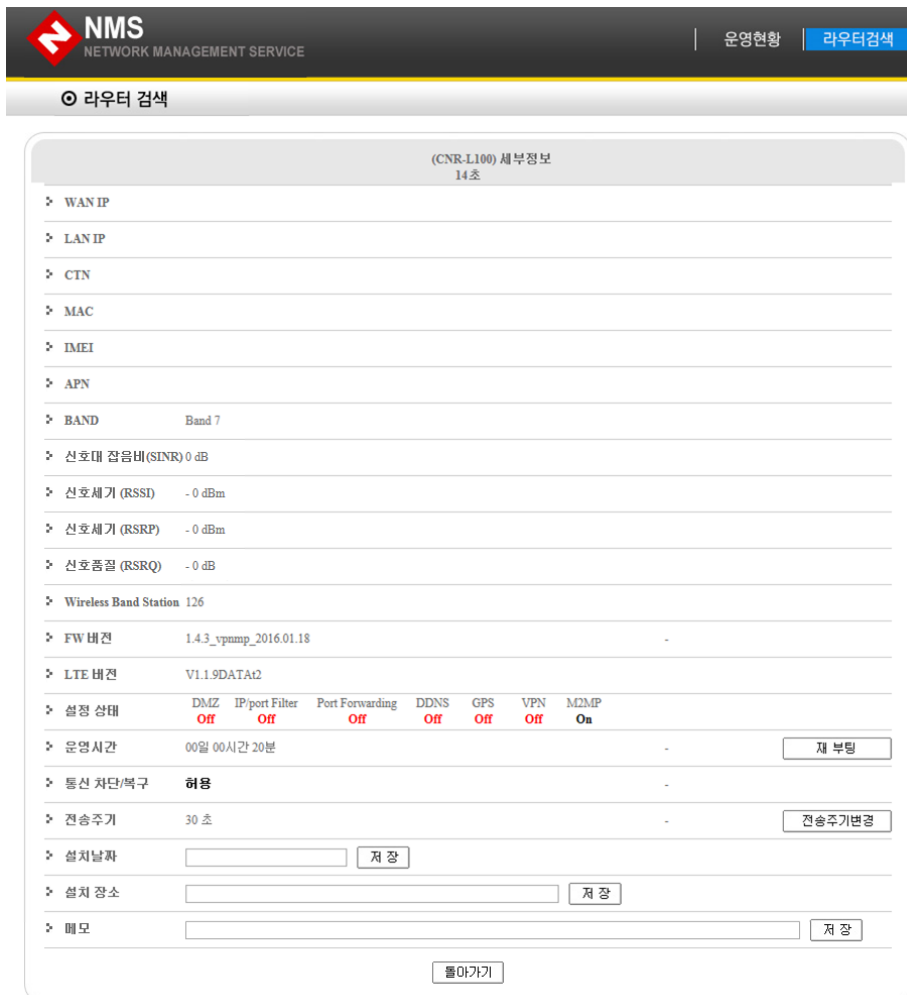 NMS
NETWORK MANAGEMENT SERVICE
운영현황 라우터검색
라우터 검색
(CNR-L100) 세부정보
14초
WAN IP
LAN IP
CTN
MAC
IMEI
APN
BAND Band 7
신호대 잡음비(SINR) 0 dB
신호세기 (RSSI) - 0 dBm
신호세기 (RSRP) - 0 dBm
신호품질 (RSRQ) - 0 dB
Wireless Band Station 126
FW 버전 1.4.3_vpnmp_2016.01.18 -
LTE 버전 V1.1.9DATAt2
설정 상태 DMZ IP/port Filter Port Forwarding DDNS GPS VPN M2MP
Off Off Off Off Off Off On
운영시간 00일 00시간 20분 - 재 부팅
통신 차단/복구 허용 -
전송주기 30 초 - 전송주기변경
설치날짜 저 장
설치 장소 저 장
메모 저 장
돌아가기